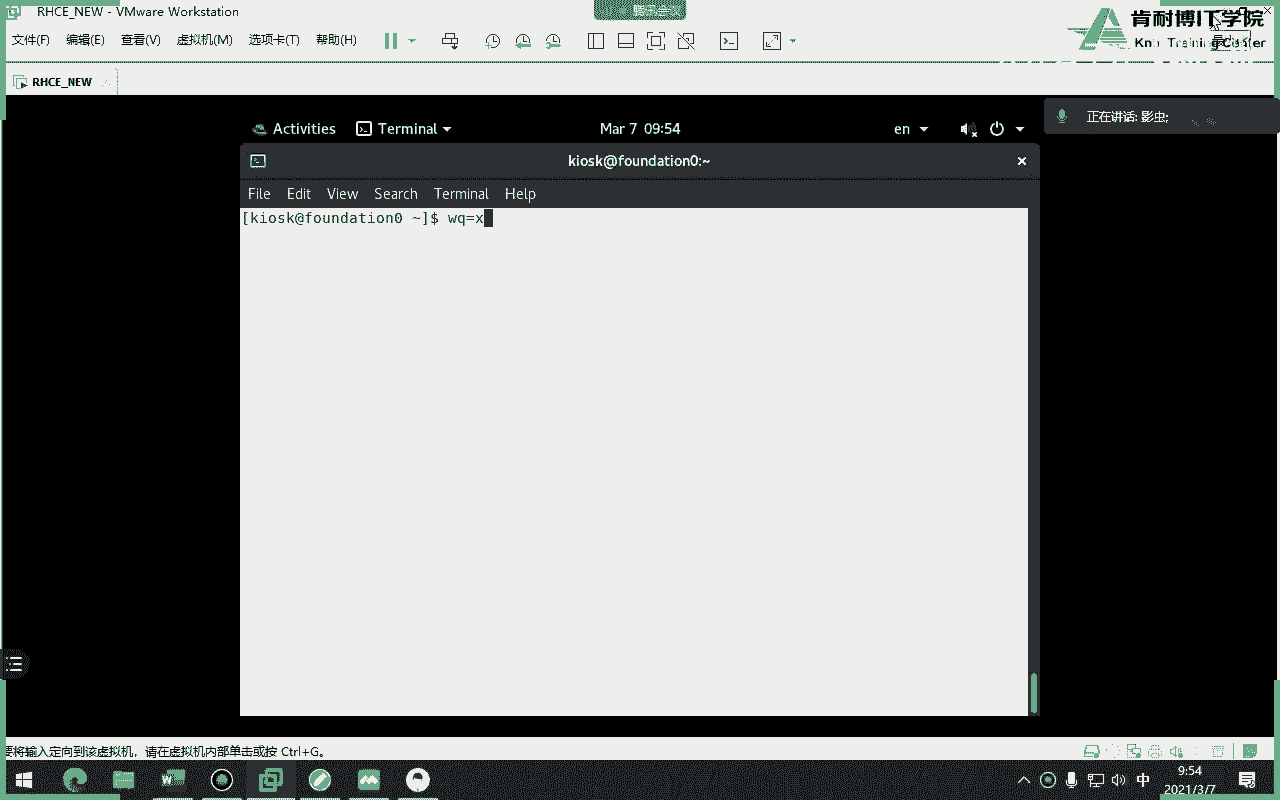 RHCE_NEW - VMware Workstation
肯耐博IT学院
文件(F) 编辑(E) 查看(V) 虚拟机(M) 选项卡(T) 帮助(H)
RHCE_NEW
正在讲话: 影虫;
Activities Terminal Mar 7 09:54 en
kiosk@foundation0:~
File Edit View Search Terminal Help
[kiosk@foundation0 ~]$ wq=x
要将输入定向到该虚拟机，请在虚拟机内部单击或按 Ctrl+G。
中
9:54
2021/3/7